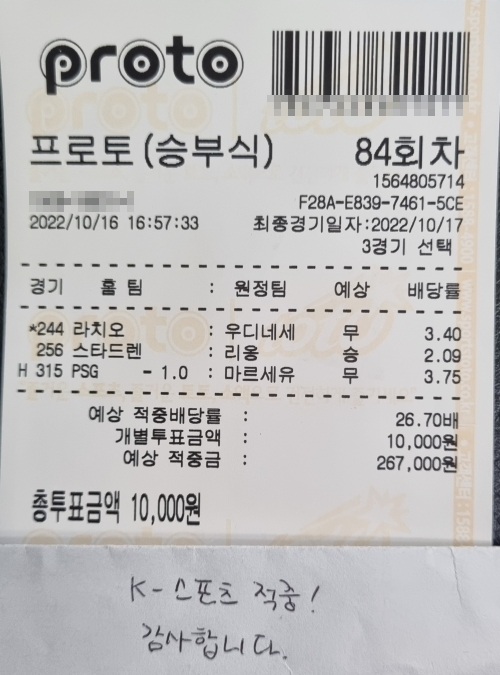 proto
프로토(승부식) 84회차
1564805714
F28A-E839-7461-5CE
2022/10/16 16:57:33 최종경기일자:2022/10/17
3경기 선택
경기 홈 팀 : 원정팀 예상 배당률
*244 라치오 : 우디네세 무 3.40
256 스타드렌 : 리옹 승 2.09
H 315 PSG - 1.0 : 마르세유 무 3.75
예상 적중배당률 : 26.70배
개별투표금액 : 10,000원
예상 적중금 : 267,000원
총투표금액 10,000원
K-스포츠 적중!
감사합니다.